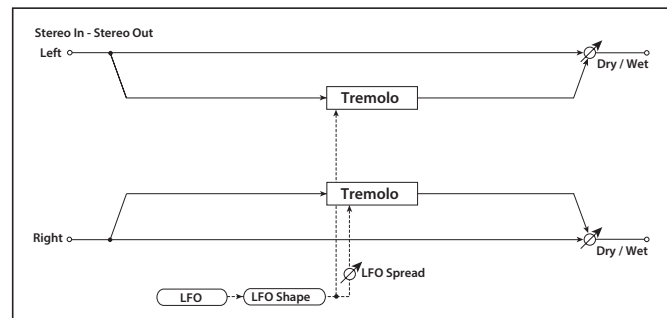 Stereo In - Stereo Out
Left
Dry / Wet
Tremolo
Tremolo
Right
Dry / Wet
LFO Spread
LFO
LFO Shape